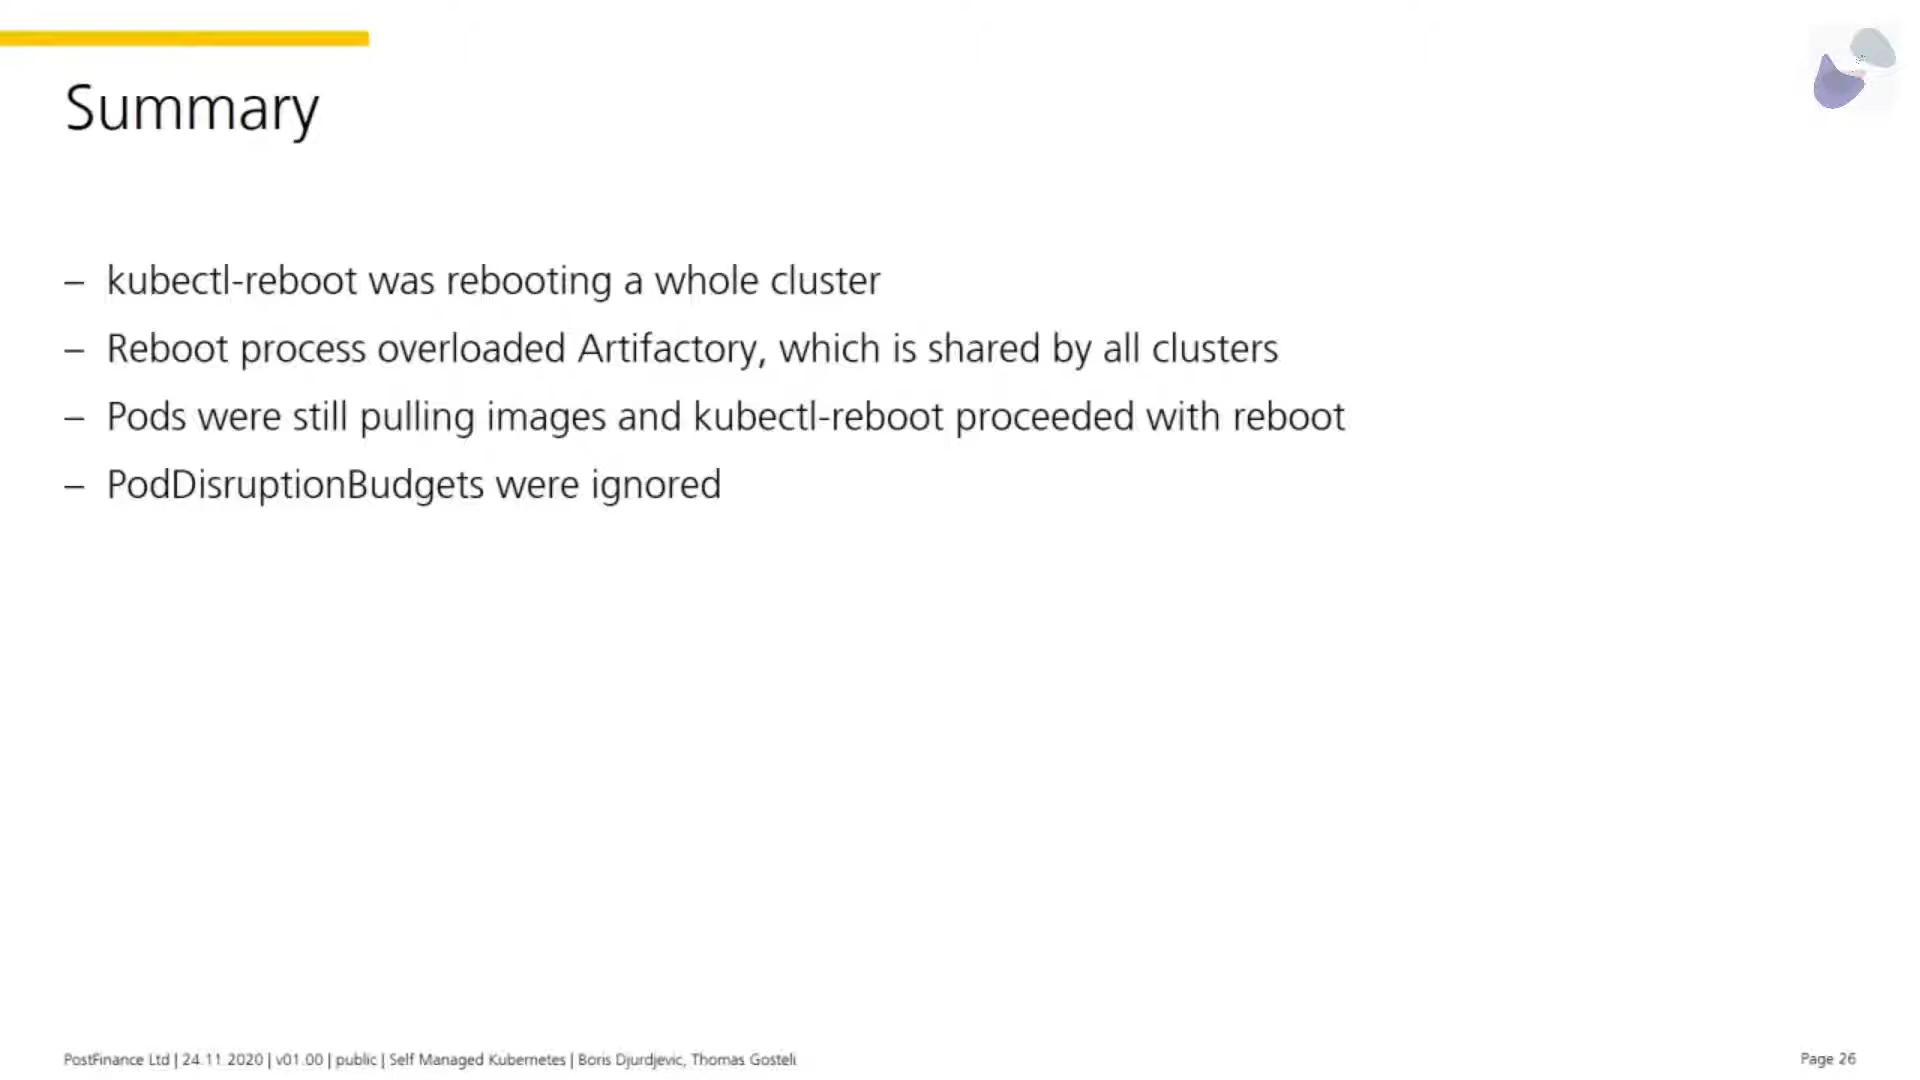 Summary
– kubectl-reboot was rebooting a whole cluster
– Reboot process overloaded Artifactory, which is shared by all clusters
– Pods were still pulling images and kubectl-reboot proceeded with reboot
– PodDisruptionBudgets were ignored
PostFinance Ltd | 24.11.2020 | v01.00 | public | Self Managed Kubernetes | Boris Djurdjevic, Thomas Gosteli
Page 26